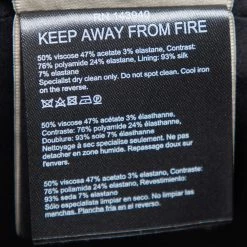 RN 143949
KEEP AWAY FROM FIRE
50% viscose 47% acetate 3% elastane, Contrast:
76% polyamide 24% elastane, Lining: 93% silk
7% elastane
Specialist dry clean only. Do not spot clean. Cool iron
on the reverse.
50% viscose 47% acétate 3% élasthanne,
Contraste: 76% polyamide 24% élasthanne,
Doublure: 93% soie 7% élasthanne
Nettoyage à sec spécialisé seulement. Ne pas
détacher en zone humide. Repassage doux à
l'envers.
50% viscosa 47% acetato 3% elastano, Contraste:
76% poliamida 24% elastano, Revestimiento:
93% seda 7% elastano
Sólo especialista limpian en seco. No limpiar las
manchas. Plancha fría en el reverso.